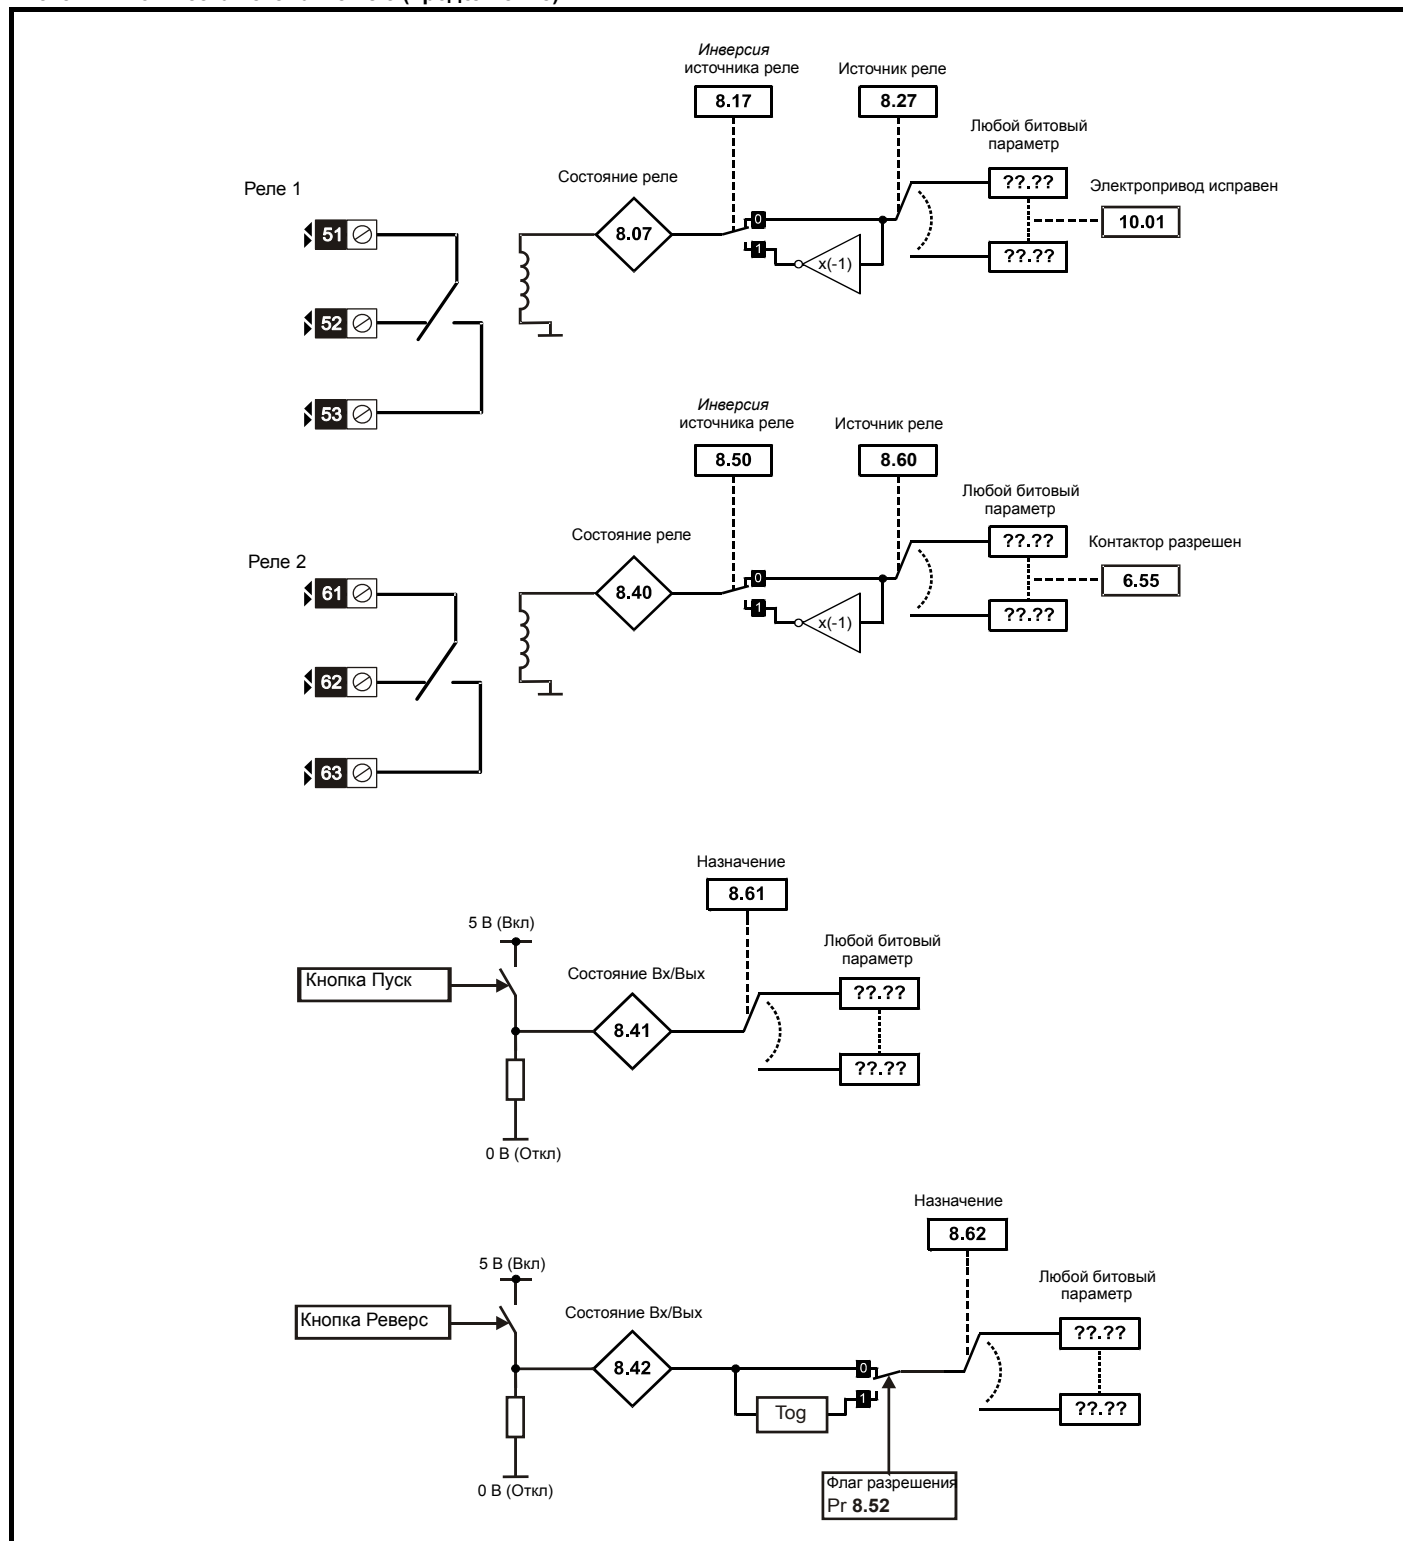 (продолжение)
Инверсия
источника реле
Источник реле
8.17
8.27
Любой битовый
параметр
Реле 1
Состояние реле
??.??
Электропривод исправен
51
8.07
0
10.01
1
x(-1)
??.??
52
53
Инверсия
источника реле
Источник реле
8.50
8.60
Любой битовый
параметр
Реле 2
Состояние реле
??.??
Контактор разрешен
61
8.40
0
6.55
1
x(-1)
??.??
62
63
Назначение
8.61
5 В (Вкл)
Любой битовый
параметр
Кнопка Пуск
Состояние Вх/Вых
??.??
8.41
??.??
0 В (Откл)
Назначение
8.62
5 В (Вкл)
Любой битовый
параметр
Кнопка Реверс
Состояние Вх/Вых
??.??
8.42
0
1
Tog
??.??
0 В (Откл)
Флаг разрешения
Pr 8.52